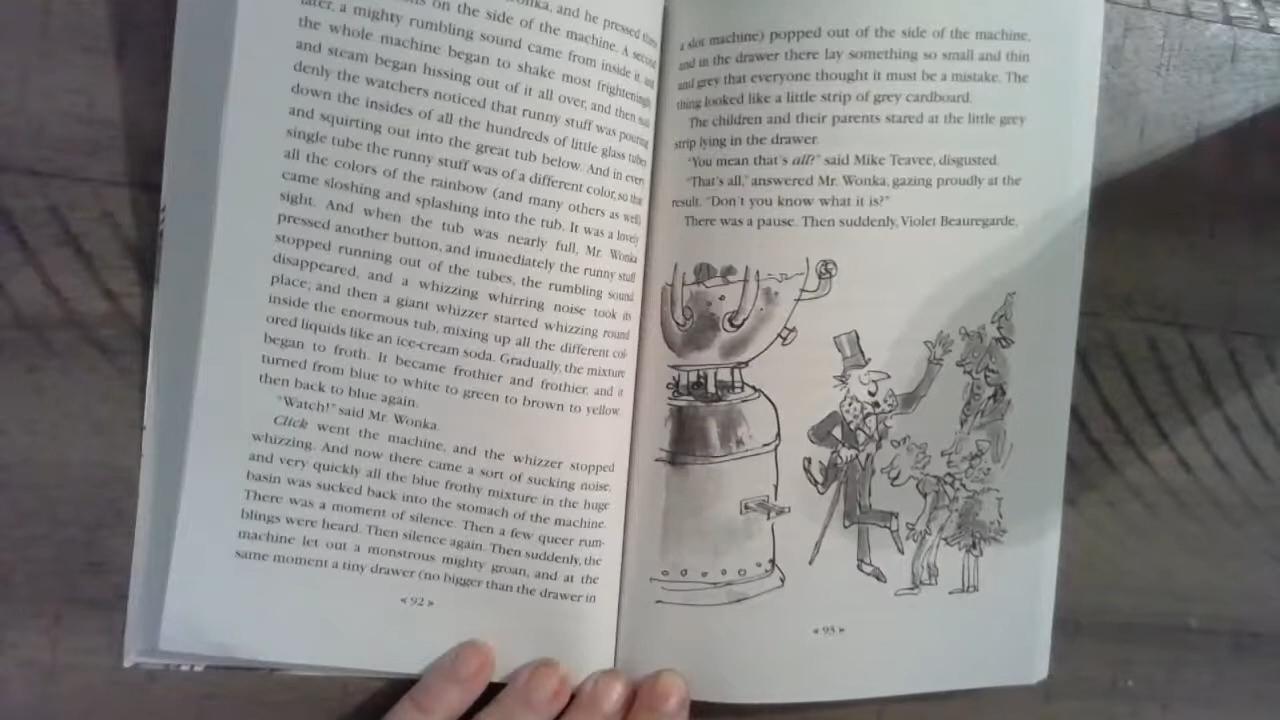 onka, and he pressed three
ns on the side of the machine. A second
later, a mighty rumbling sound came from inside it, and
the whole machine began to shake most frighteningly,
and steam began hissing out of it all over, and then sud-
denly the watchers noticed that runny stuff was pouring
down the insides of all the hundreds of little glass tubes
and squirting out into the great tub below. And in every
single tube the runny stuff was of a different color, so that
all the colors of the rainbow (and many others as well)
came sloshing and splashing into the tub. It was a lovely
sight. And when the tub was nearly full, Mr. Wonka
pressed another button, and immediately the runny stuff
stopped running out of the tubes, the rumbling sound
disappeared, and a whizzing whirring noise took its
place; and then a giant whizzer started whizzing round
inside the enormous tub, mixing up all the different col-
ored liquids like an ice-cream soda. Gradually, the mixture
began to froth. It became frothier and frothier, and it
turned from blue to white to green to brown to yellow,
then back to blue again.
"Watch!" said Mr. Wonka.
Click went the machine, and the whizzer stopped
whizzing. And now there came a sort of sucking noise,
and very quickly all the blue frothy mixture in the huge
basin was sucked back into the stomach of the machine.
There was a moment of silence. Then a few queer rum-
blings were heard. Then silence again. Then suddenly, the
machine let out a monstrous mighty groan, and at the
same moment a tiny drawer (no bigger than the drawer in
« 92 »
a slot machine) popped out of the side of the machine,
and in the drawer there lay something so small and thin
and grey that everyone thought it must be a mistake. The
thing looked like a little strip of grey cardboard.
The children and their parents stared at the little grey
strip lying in the drawer.
"You mean that's all?" said Mike Teavee, disgusted.
"That's all," answered Mr. Wonka, gazing proudly at the
result. "Don't you know what it is?"
There was a pause. Then suddenly, Violet Beauregarde,
« 93 »